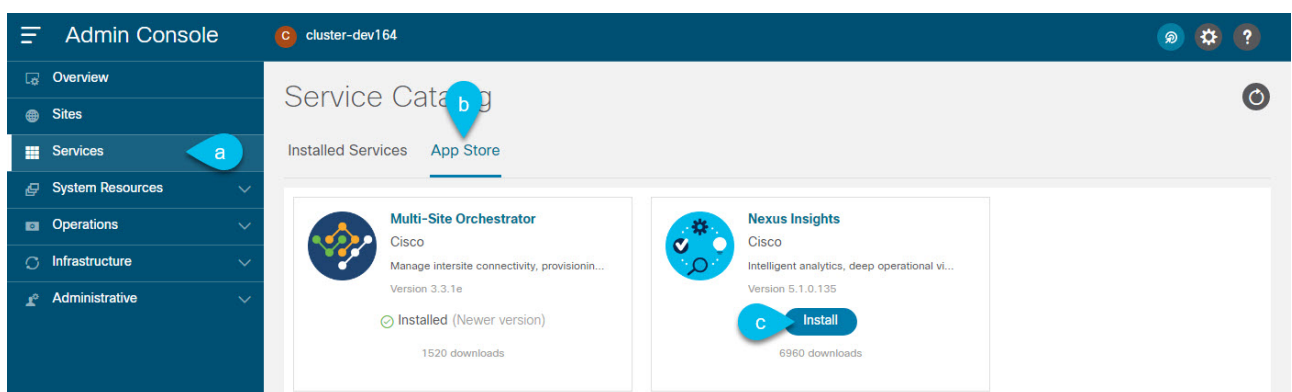 Admin Console
C cluster-dev164
?
Overview
Sites
Services
a
System Resources
Operations
Infrastructure
Administrative
Service Catalog
b
Installed Services App Store
Multi-Site Orchestrator
Cisco
Manage intersite connectivity, provisionin...
Version 3.3.1e
Installed (Newer version)
1520 downloads
Nexus Insights
Cisco
Intelligent analytics, deep operational vi...
Version 5.1.0.135
c
Install
6960 downloads